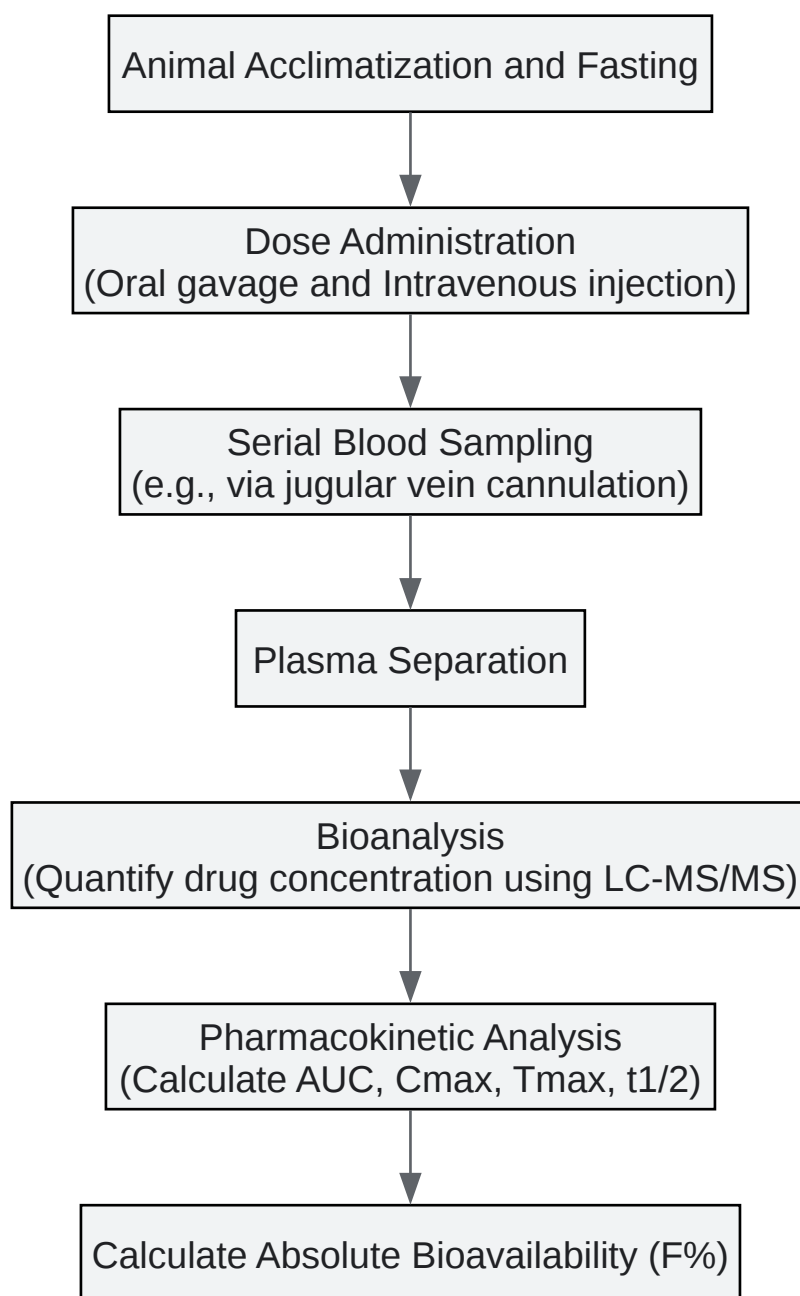 Animal Acclimatization and Fasting
Dose Administration
(Oral gavage and Intravenous injection)
Serial Blood Sampling
(e.g., via jugular vein cannulation)
Plasma Separation
Bioanalysis
(Quantify drug concentration using LC-MS/MS)
Pharmacokinetic Analysis
(Calculate AUC, Cmax, Tmax, t1/2)
Calculate Absolute Bioavailability (F%)